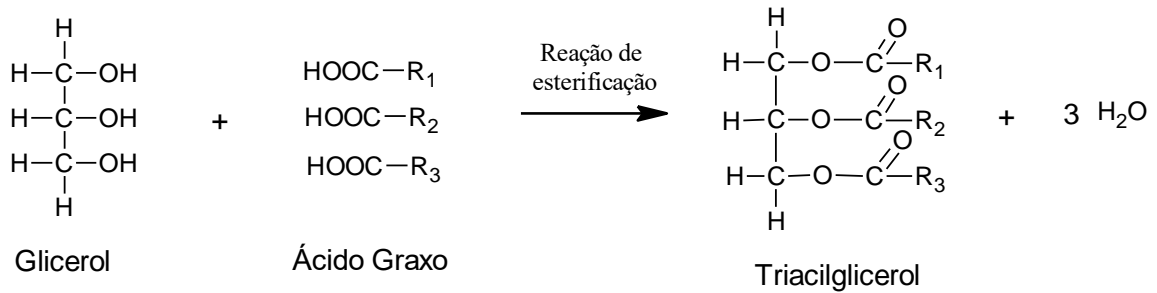 H
H–C–OH
H–C–OH
H–C–OH
H
Glicerol
+
HOOC–R₁
HOOC–R₂
HOOC–R₃
Ácido Graxo
Reação de
esterificação
H
O
H–C–O–C–R₁
O
H–C–O–C–R₂
O
H–C–O–C–R₃
H
Triacilglicerol
+
3 H₂O